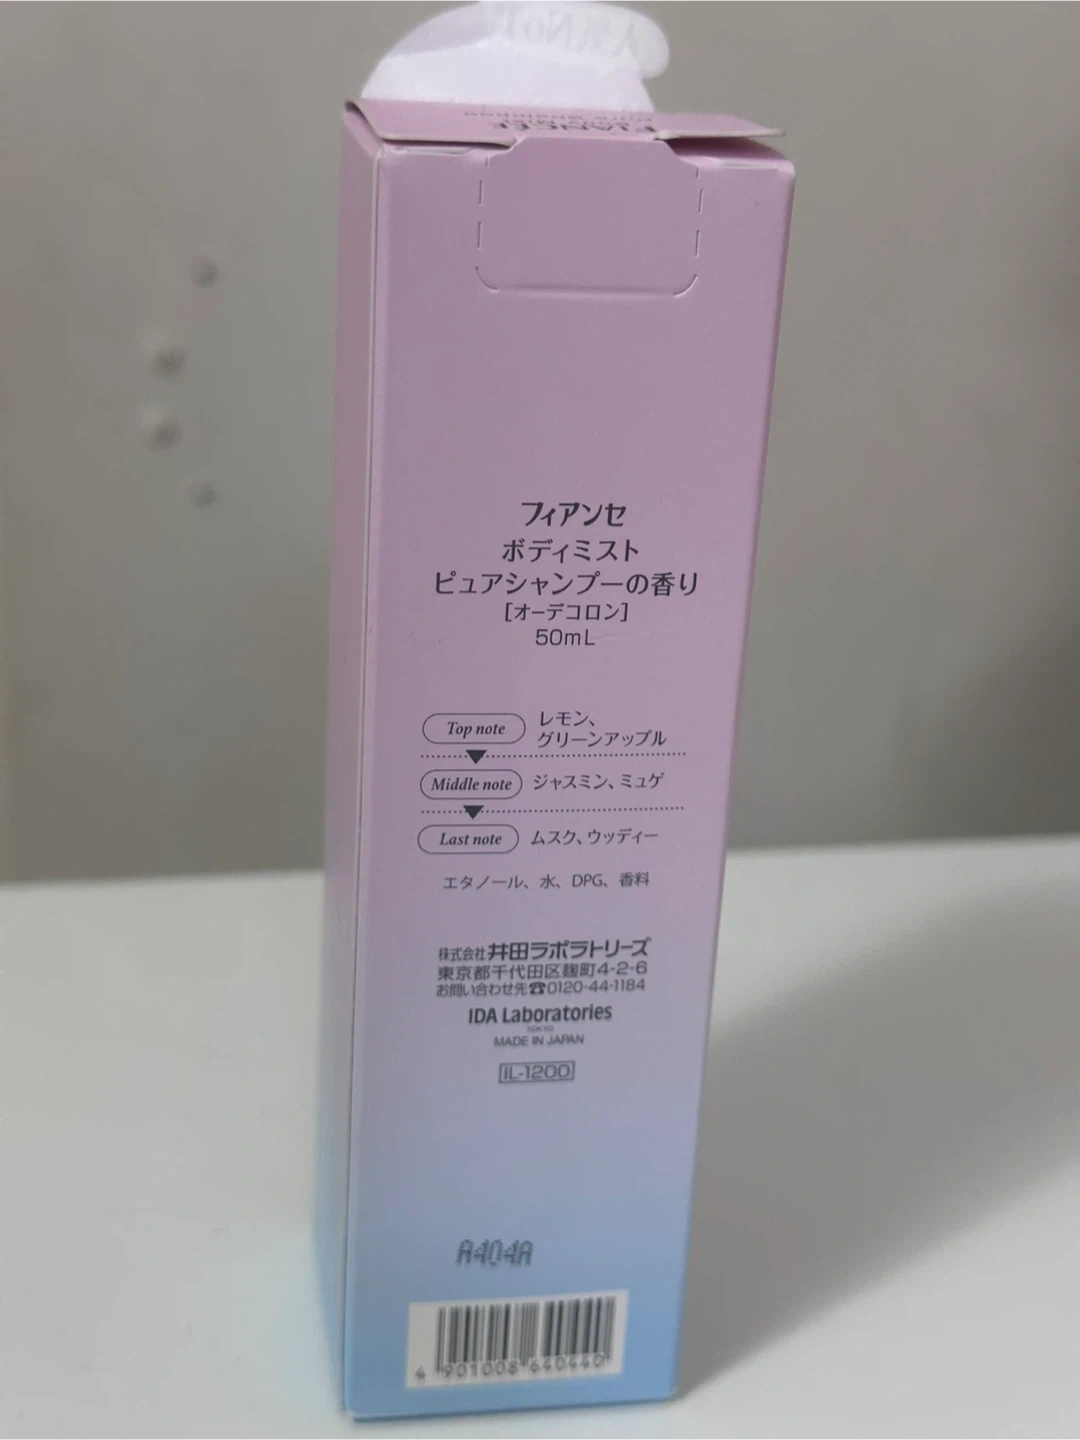 FIANCÉE
フィアンセ
ボディミスト
ピュアシャンプーの香り
[オーデコロン]
50mL
Top note レモン、
グリーンアップル
Middle note ジャスミン、ミュゲ
Last note ムスク、ウッディー
エタノール、水、DPG、香料
株式会社 井田ラボラトリーズ
東京都千代田区麹町4-2-6
お問い合わせ先☎0120-44-1184
IDA Laboratories
TOKYO
MADE IN JAPAN
IL-1200
A404A
4 901008 640440